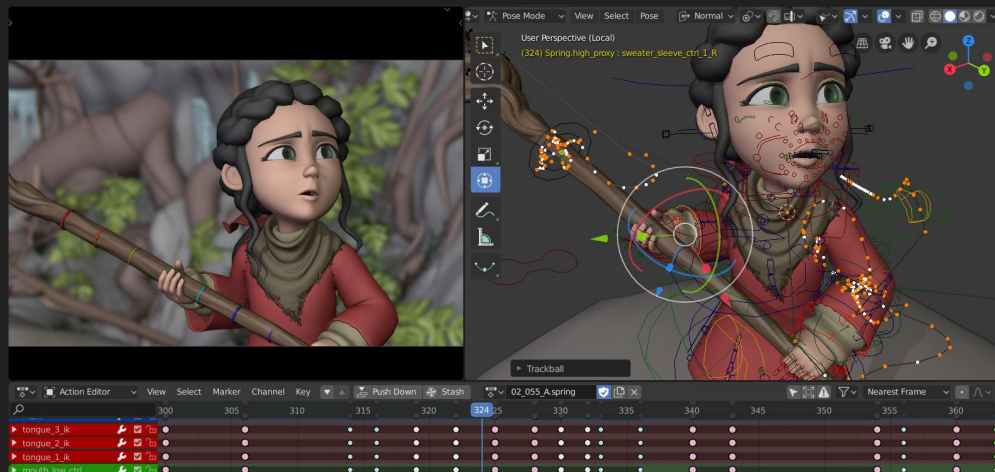 Pose Mode View Select Pose Normal
User Perspective (Local)
(324) Spring.high_proxy : sweater_sleeve_ctrl_1_R
Z
X
Y
Trackball
Action Editor View Select Marker Channel Key Push Down Stash 02_055_A.spring Nearest Frame
300 305 310 315 320 324 325 330 335 340 345 350 355 360
tongue_3_ik
tongue_2_ik
tongue_1_ik
mouth_low_ctrl